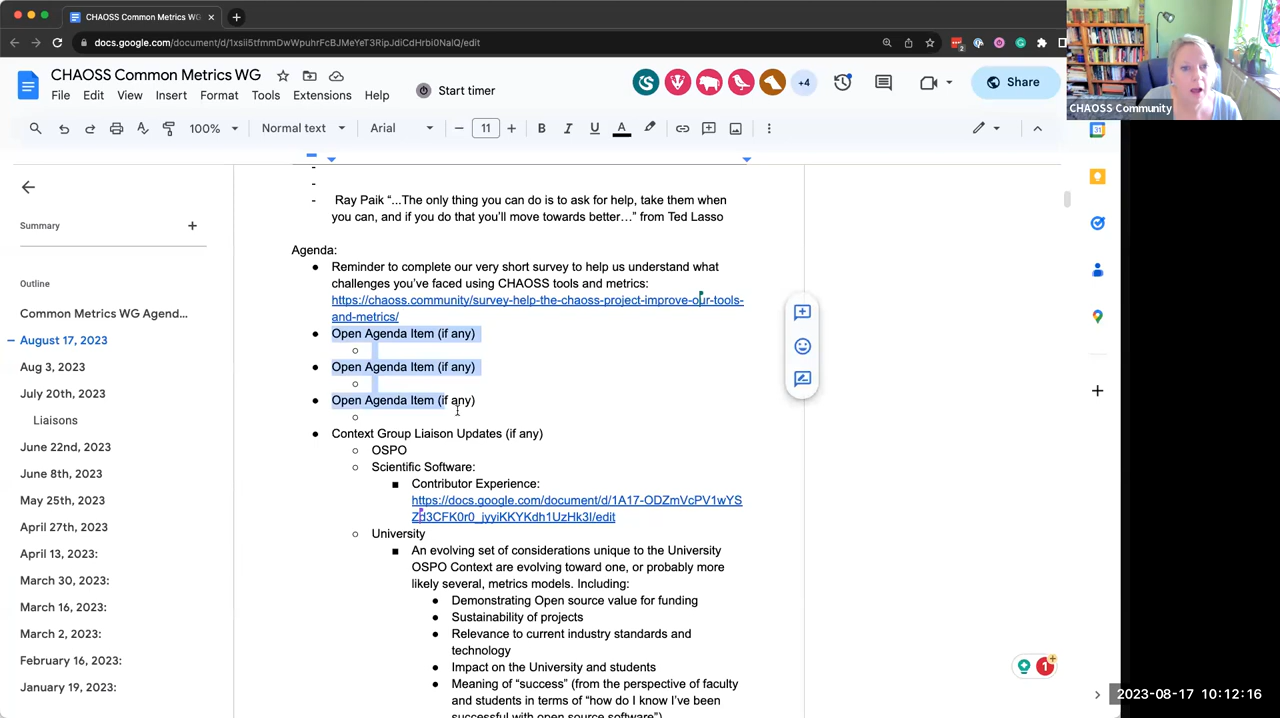 CHAOSS Common Metrics WG
docs.google.com/document/d/1xsii5tfmmDwWpuhrFcBJMeYeT3RipJdiCdHrbI0NaIQ/edit
CHAOSS Common Metrics WG
File Edit View Insert Format Tools Extensions Help
Start timer
+4
Share
CHAOSS Community
100% Normal text Arial 11 B I U A
31
Summary
Outline
Common Metrics WG Agend...
August 17, 2023
Aug 3, 2023
July 20th, 2023
Liaisons
June 22nd, 2023
June 8th, 2023
May 25th, 2023
April 27th, 2023
April 13, 2023:
March 30, 2023:
March 16, 2023:
March 2, 2023:
February 16, 2023:
January 19, 2023:
- 
- 
- Ray Paik “...The only thing you can do is to ask for help, take them when
you can, and if you do that you’ll move towards better…” from Ted Lasso
Agenda:
● Reminder to complete our very short survey to help us understand what
challenges you’ve faced using CHAOSS tools and metrics:
https://chaoss.community/survey-help-the-chaoss-project-improve-our-tools-
and-metrics/
● Open Agenda Item (if any)
○
● Open Agenda Item (if any)
○
● Open Agenda Item (if any)
○
● Context Group Liaison Updates (if any)
○ OSPO
○ Scientific Software:
■ Contributor Experience:
https://docs.google.com/document/d/1A17-ODZmVcPV1wYS
Zd3CFK0r0_jyyiKKYKdh1UzHk3I/edit
○ University
■ An evolving set of considerations unique to the University
OSPO Context are evolving toward one, or probably more
likely several, metrics models. Including:
● Demonstrating Open source value for funding
● Sustainability of projects
● Relevance to current industry standards and
technology
● Impact on the University and students
● Meaning of “success” (from the perspective of faculty
and students in terms of “how do I know I’ve been
successful with open source software”)
1
2023-08-17 10:12:16